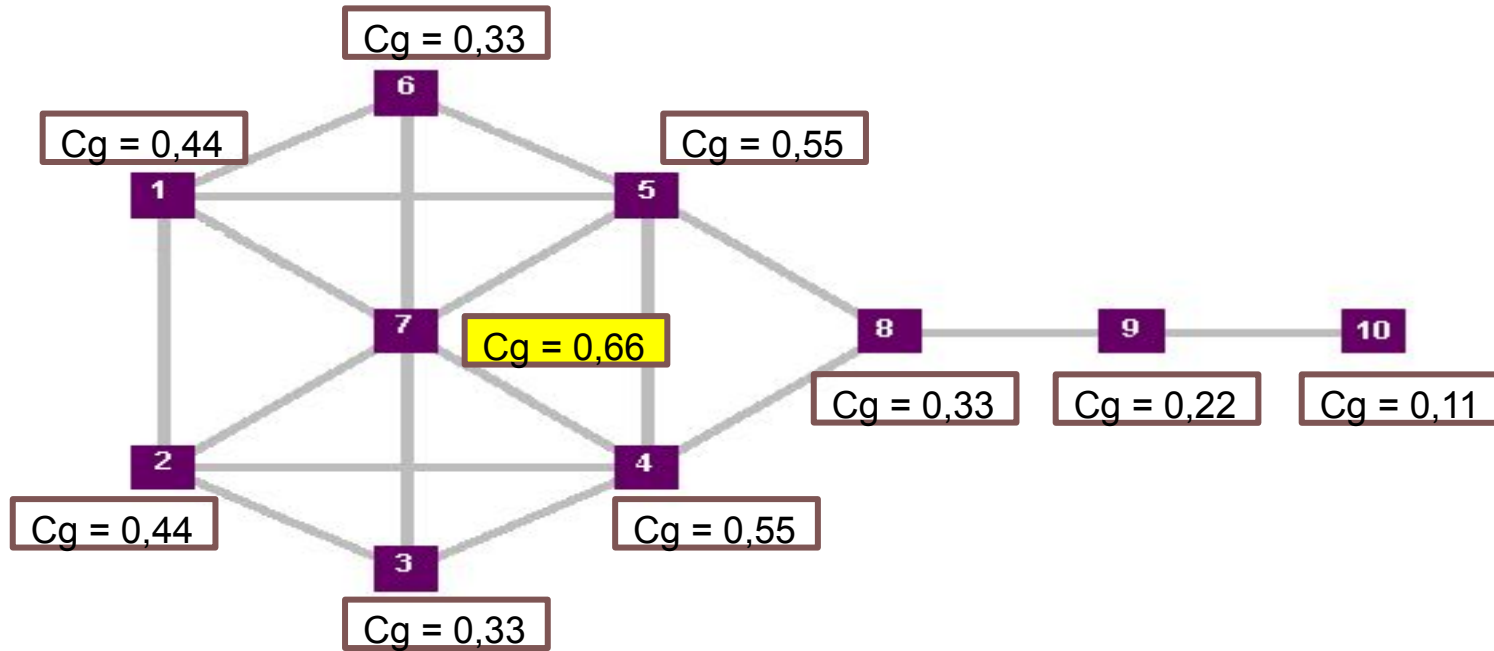 Cg = 0,33
6
Cg = 0,44
Cg = 0,55
1
5
7
Cg = 0,66
8
9
10
Cg = 0,33
Cg = 0,22
Cg = 0,11
2
4
Cg = 0,44
Cg = 0,55
3
Cg = 0,33